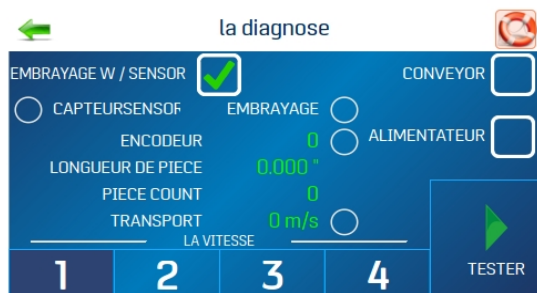 la diagnose
EMBRAYAGE W / SENSOR
CONVEYOR
CAPTEURSENSOR EMBRAYAGE
ENCODEUR 0
ALIMENTATEUR
LONGUEUR DE PIECE 0.000 "
PIECE COUNT 0
TRANSPORT 0 m/s
LA VITESSE
1 2 3 4
TESTER